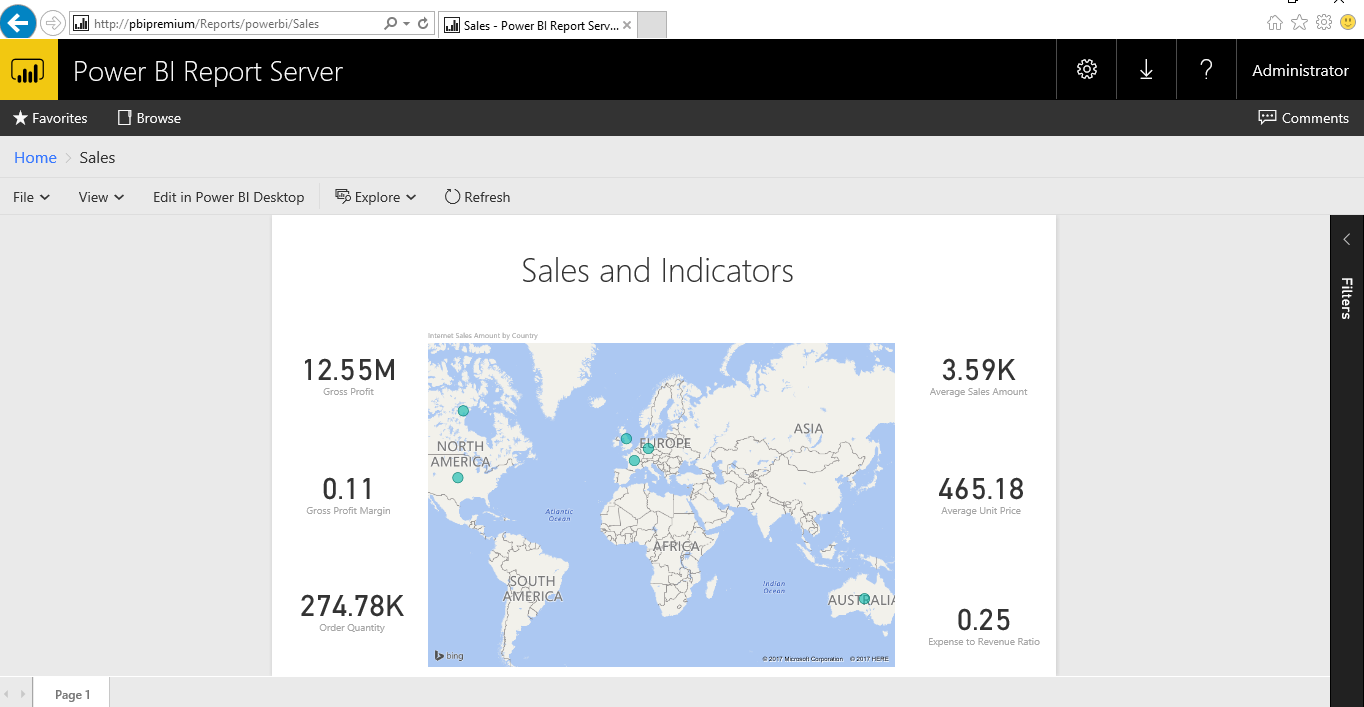 http://pbipremium/Reports/powerbi/Sales
Sales - Power BI Report Serv...
Power BI Report Server
Administrator
Favorites
Browse
Comments
Home
Sales
File
View
Edit in Power BI Desktop
Explore
Refresh
Filters
Sales and Indicators
Internet Sales Amount by Country
12.55M
Gross Profit
0.11
Gross Profit Margin
274.78K
Order Quantity
NORTH
AMERICA
EUROPE
ASIA
Atlantic
Ocean
AFRICA
SOUTH
AMERICA
Indian
Ocean
AUSTRALIA
bing
© 2017 Microsoft Corporation © 2017 HERE
3.59K
Average Sales Amount
465.18
Average Unit Price
0.25
Expense to Revenue Ratio
Page 1